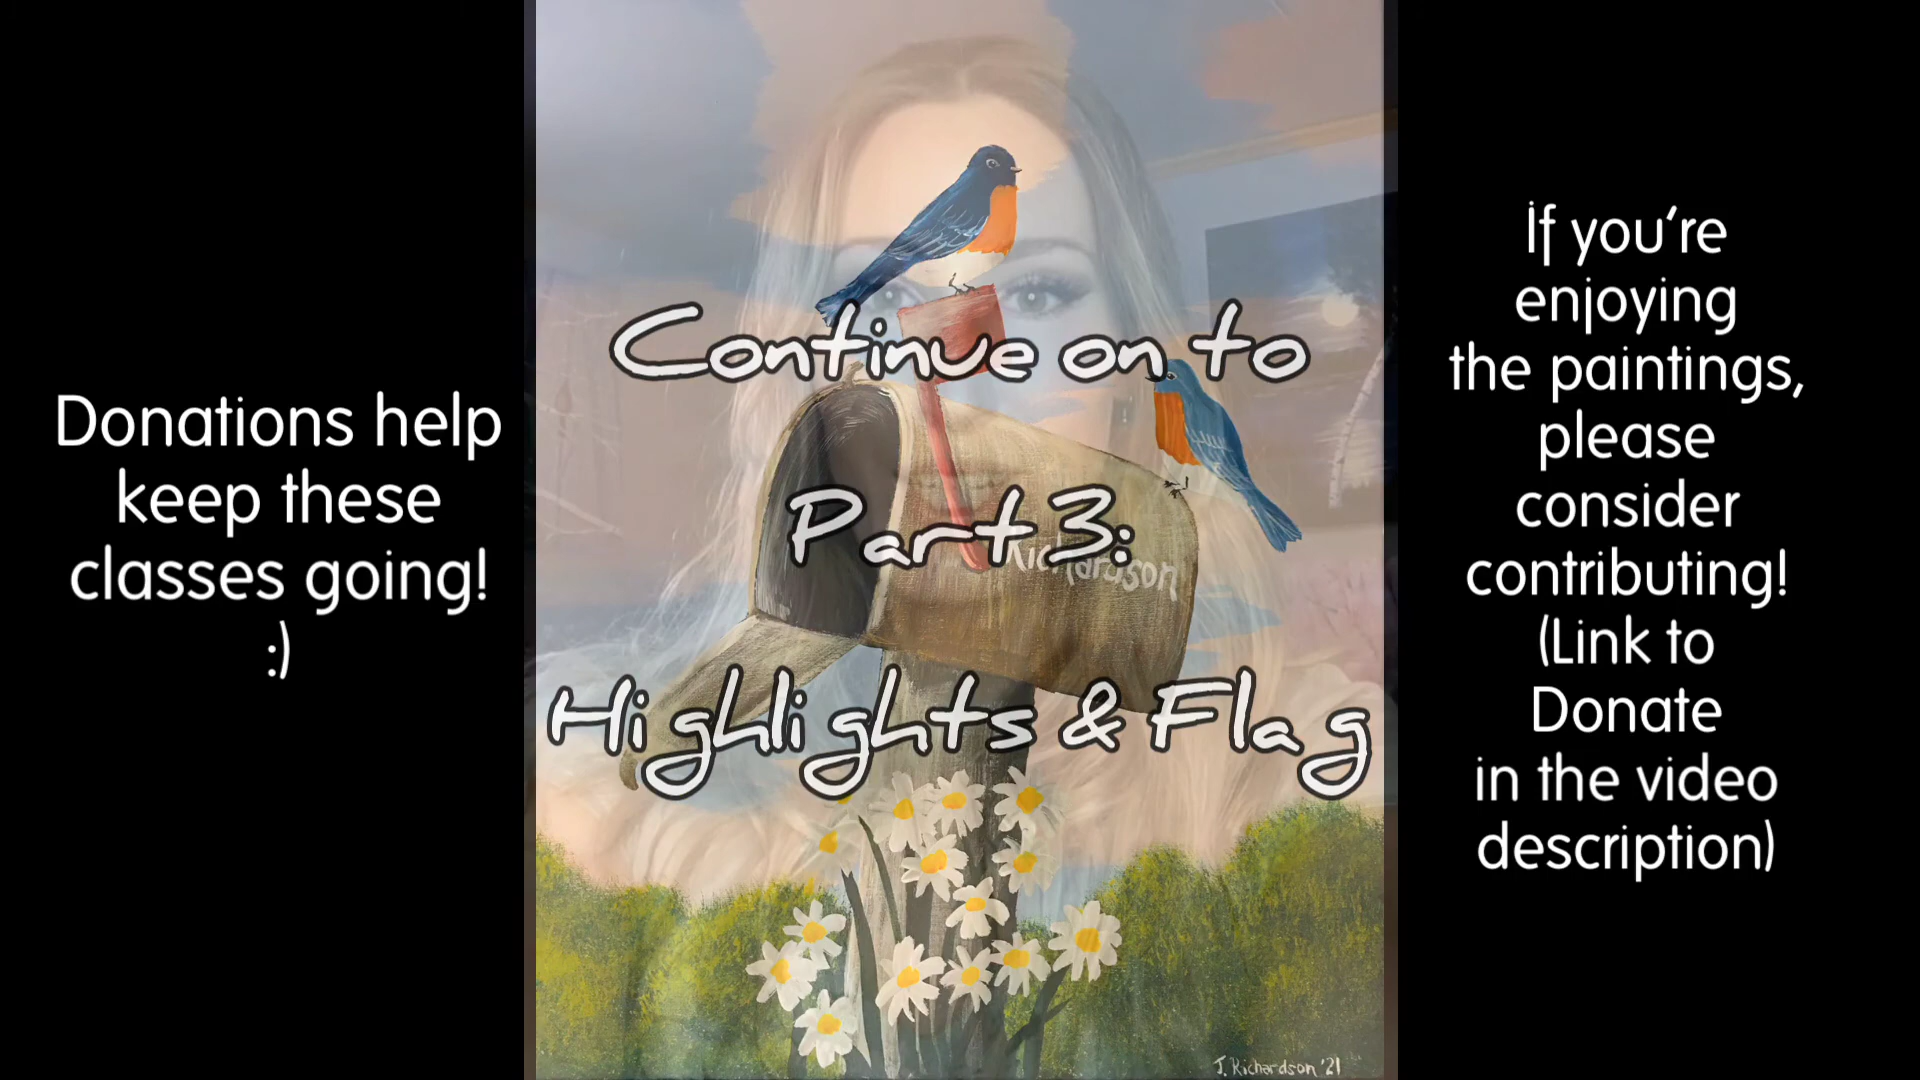 Donations help
keep these
classes going!
:)
Continue on to
Part 3:
Highlights & Flag
Richardson
J. Richardson '21
If you're
enjoying
the paintings,
please
consider
contributing!
(Link to
Donate
in the video
description)